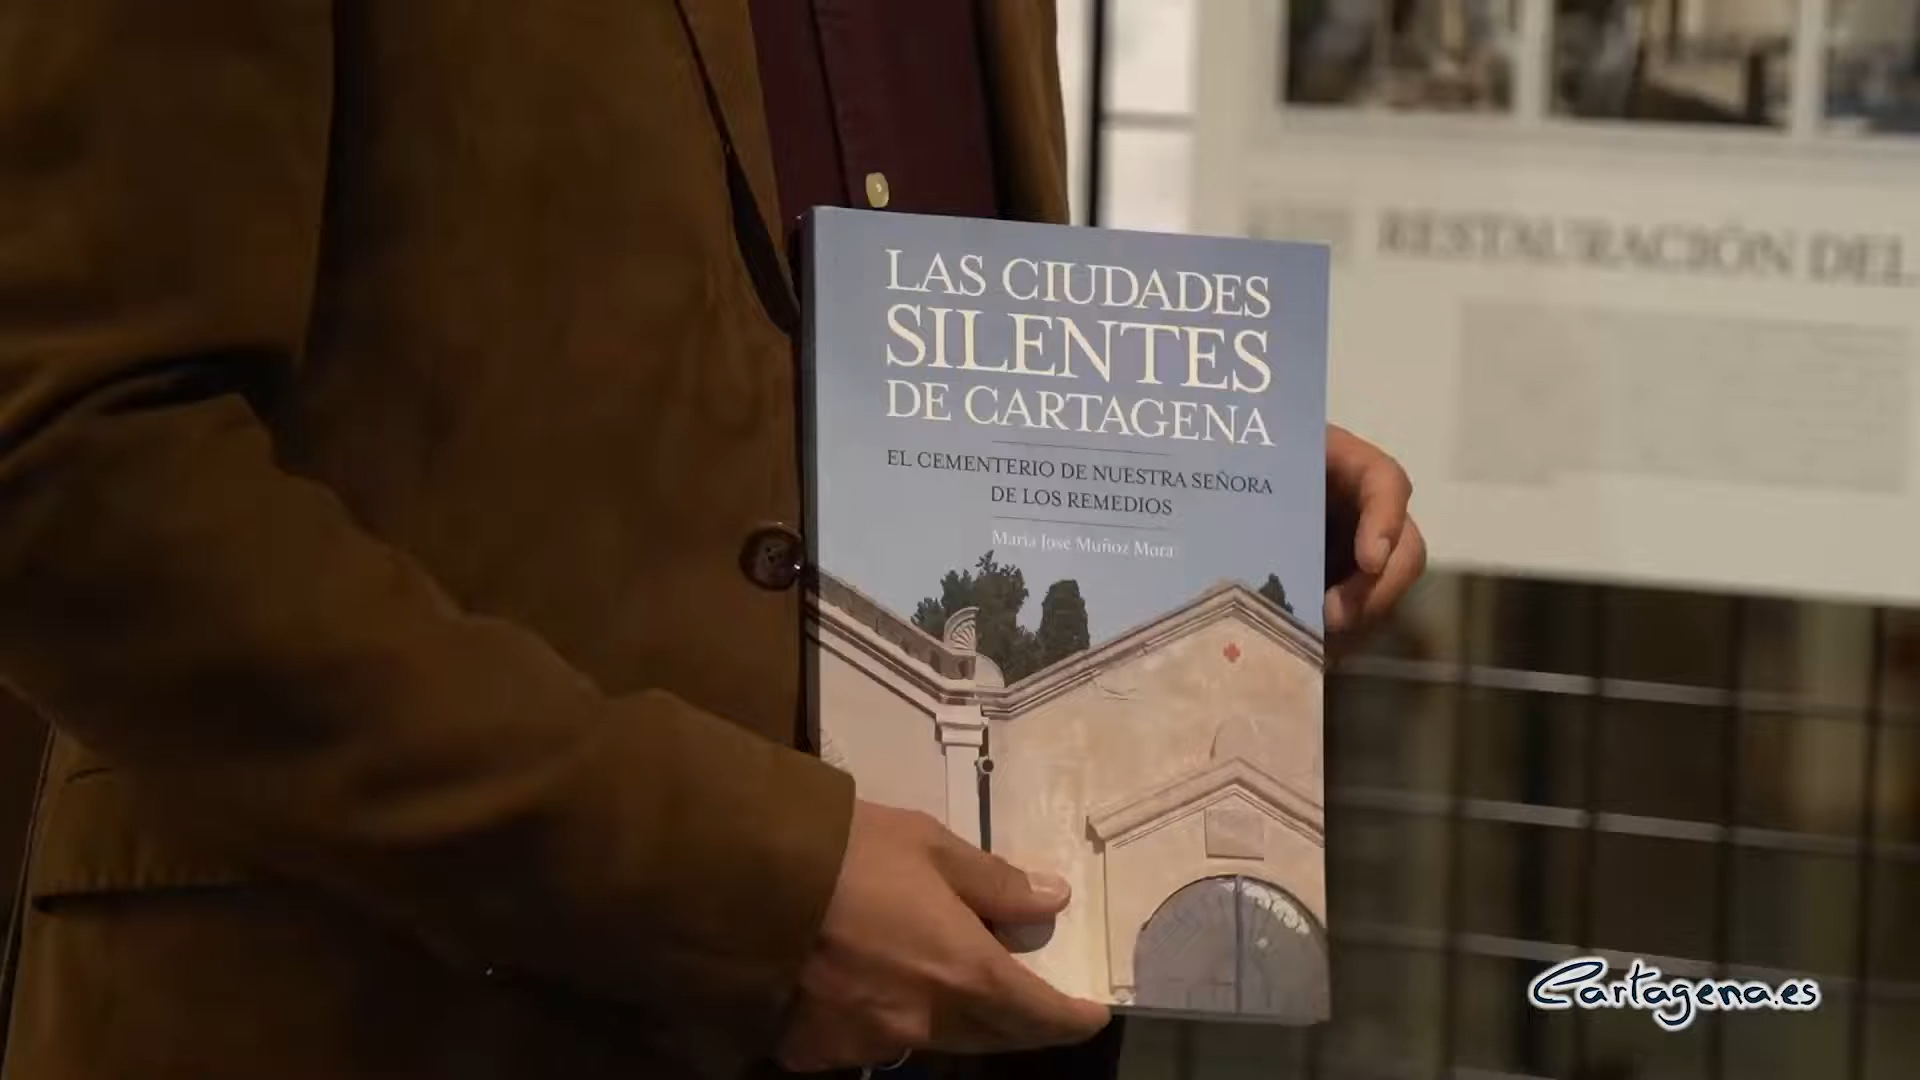 LAS CIUDADES
SILENTES
DE CARTAGENA
EL CEMENTERIO DE NUESTRA SEÑORA
DE LOS REMEDIOS
María José Muñoz Mora
RESTAURACIÓN DEL
Cartagena.es